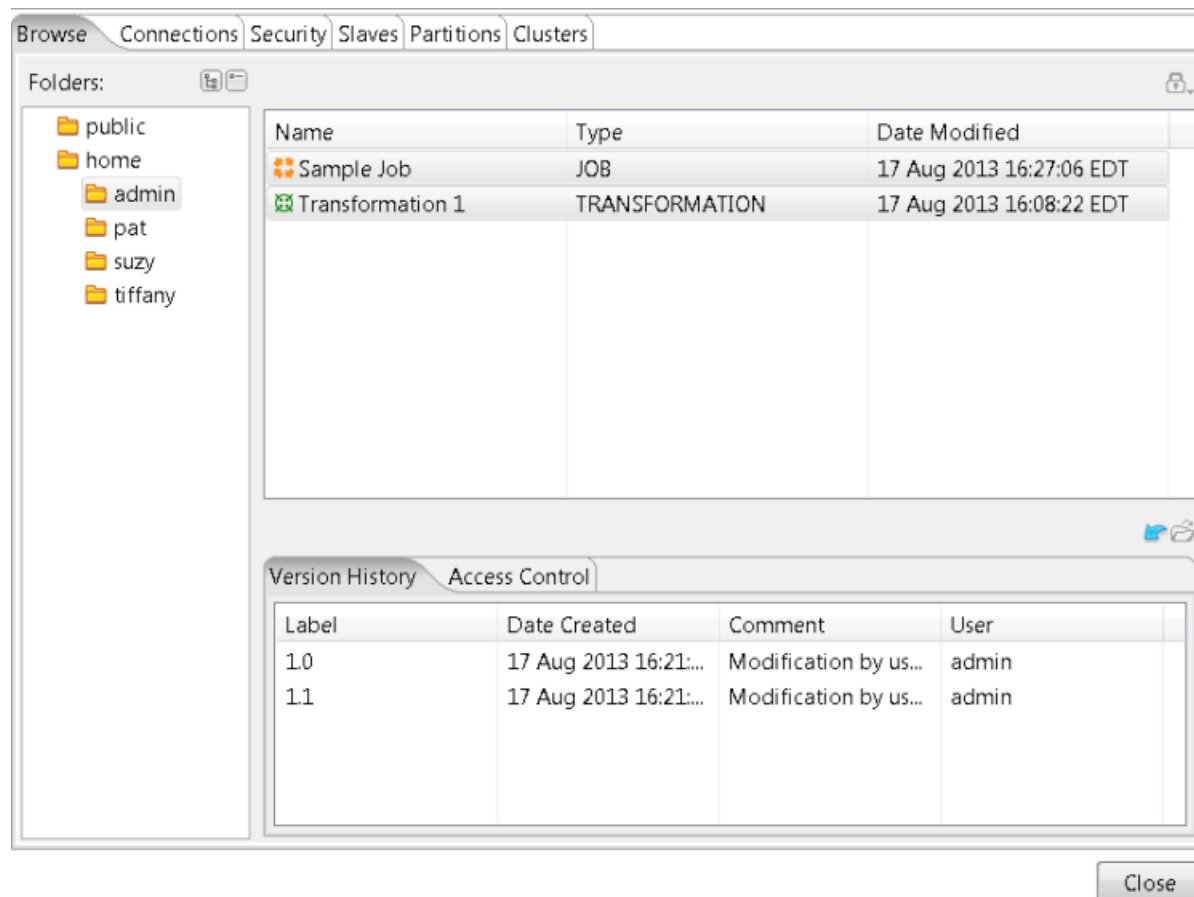 Browse Connections Security Slaves Partitions Clusters
Folders:
public
home
admin
pat
suzy
tiffany
Name Type Date Modified
Sample Job JOB 17 Aug 2013 16:27:06 EDT
Transformation 1 TRANSFORMATION 17 Aug 2013 16:08:22 EDT
Version History Access Control
Label Date Created Comment User
1.0 17 Aug 2013 16:21:... Modification by us... admin
1.1 17 Aug 2013 16:21:... Modification by us... admin
Close